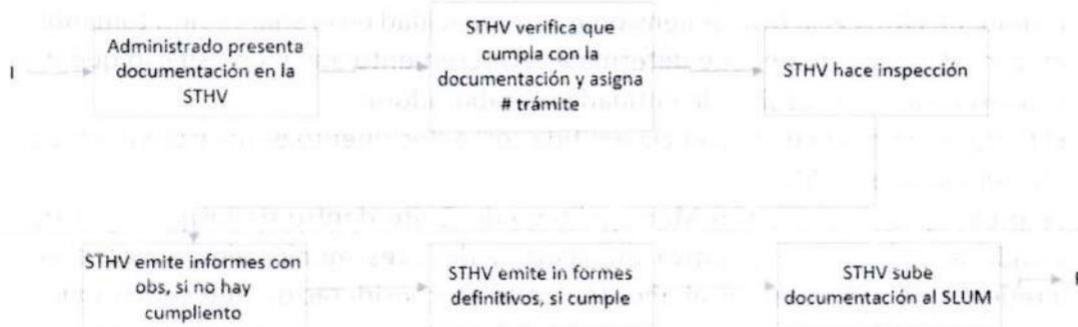 I
Administrado presenta
documentación en la
STHV
STHV verifica que
cumpla con la
documentación y asigna
# trámite
STHV hace inspección
STHV emite informes con
obs, si no hay
cumpliento
STHV emite in formes
definitivos, si cumple
STHV sube
documentación al SLUM
F